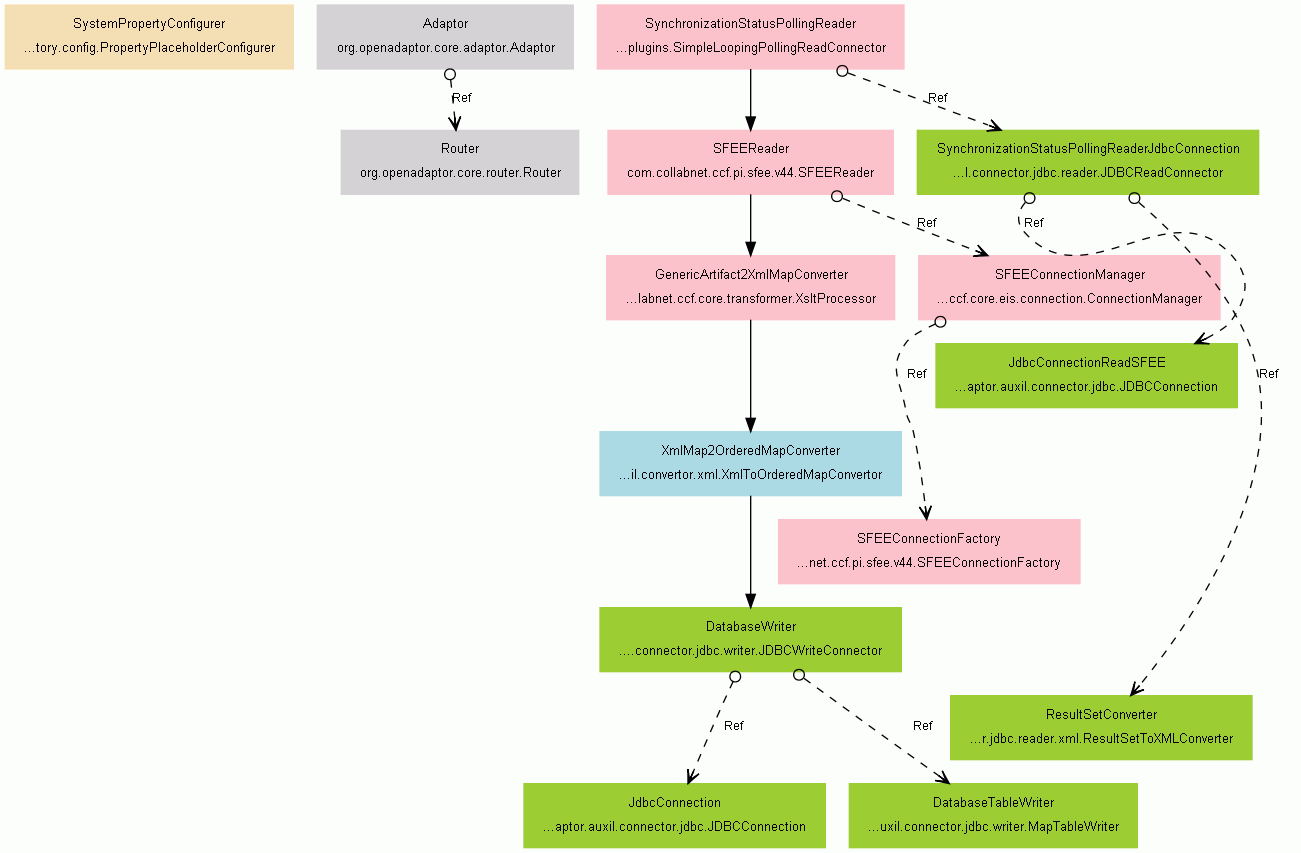 SystemPropertyConfigurer
...tory.config.PropertyPlaceholderConfigurer
Adaptor
org.openadaptor.core.adaptor.Adaptor
SynchronizationStatusPollingReader
...plugins.SimpleLoopingPollingReadConnector
Ref
Ref
Router
org.openadaptor.core.router.Router
SFEEReader
com.collabnet.ccf.pi.sfee.v44.SFEEReader
SynchronizationStatusPollingReaderJdbcConnection
...l.connector.jdbc.reader.JDBCReadConnector
Ref
Ref
GenericArtifact2XmlMapConverter
...labnet.ccf.core.transformer.XsltProcessor
SFEEConnectionManager
...ccf.core.eis.connection.ConnectionManager
Ref
JdbcConnectionReadSFEE
...aptor.auxil.connector.jdbc.JDBCConnection
Ref
XmlMap2OrderedMapConverter
...il.convertor.xml.XmlToOrderedMapConvertor
SFEEConnectionFactory
...net.ccf.pi.sfee.v44.SFEEConnectionFactory
DatabaseWriter
....connector.jdbc.writer.JDBCWriteConnector
Ref
Ref
ResultSetConverter
...r.jdbc.reader.xml.ResultSetToXMLConverter
JdbcConnection
...aptor.auxil.connector.jdbc.JDBCConnection
DatabaseTableWriter
...uxil.connector.jdbc.writer.MapTableWriter